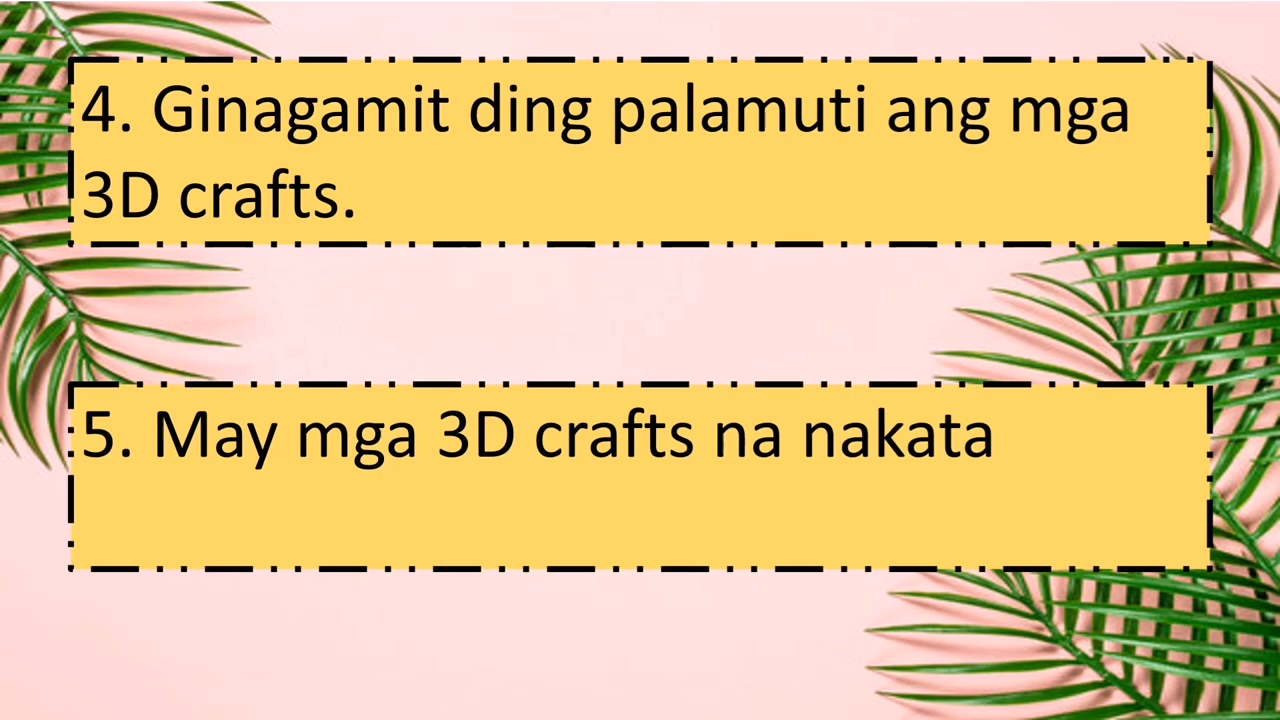 4. Ginagamit ding palamuti ang mga
3D crafts.
5. May mga 3D crafts na nakata